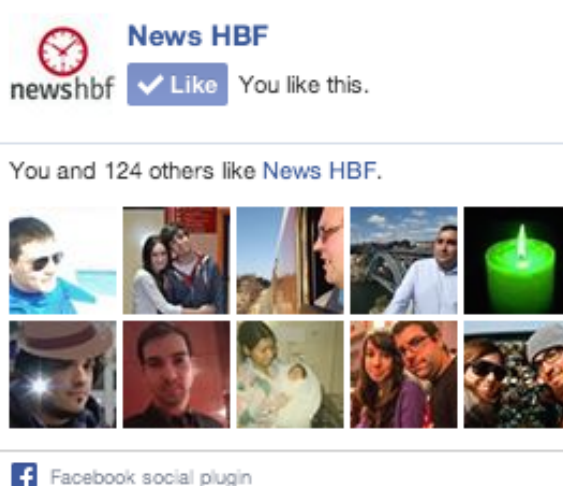 News HBF
newshbf
Like You like this.
You and 124 others like News HBF.
Facebook social plugin